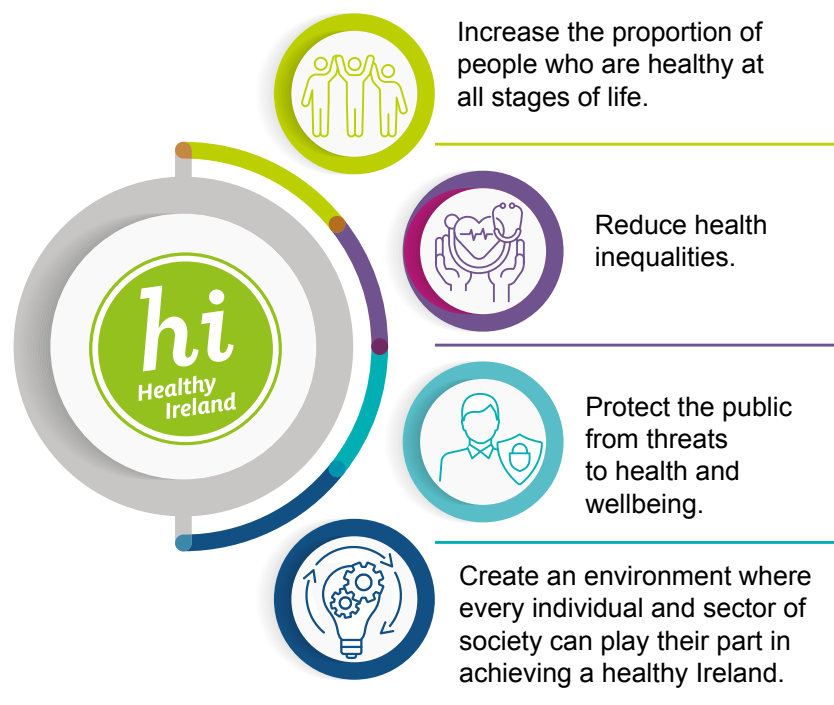 Increase the proportion of
people who are healthy at
all stages of life.
Reduce health
inequalities.
hi
Healthy
Ireland
Protect the public
from threats
to health and
wellbeing.
Create an environment where
every individual and sector of
society can play their part in
achieving a healthy Ireland.